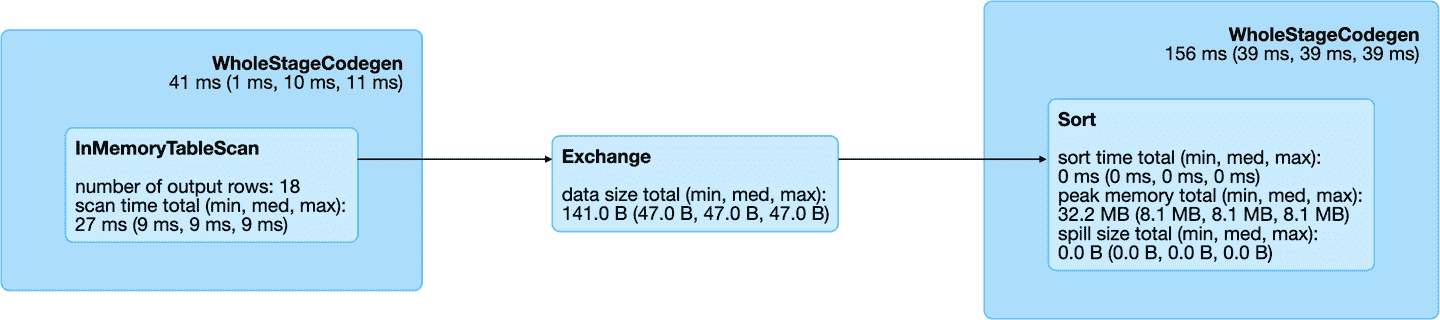 WholeStageCodegen
41 ms (1 ms, 10 ms, 11 ms)
InMemoryTableScan
number of output rows: 18
scan time total (min, med, max):
27 ms (9 ms, 9 ms, 9 ms)
Exchange
data size total (min, med, max):
141.0 B (47.0 B, 47.0 B, 47.0 B)
WholeStageCodegen
156 ms (39 ms, 39 ms, 39 ms)
Sort
sort time total (min, med, max):
0 ms (0 ms, 0 ms, 0 ms)
peak memory total (min, med, max):
32.2 MB (8.1 MB, 8.1 MB, 8.1 MB)
spill size total (min, med, max):
0.0 B (0.0 B, 0.0 B, 0.0 B)